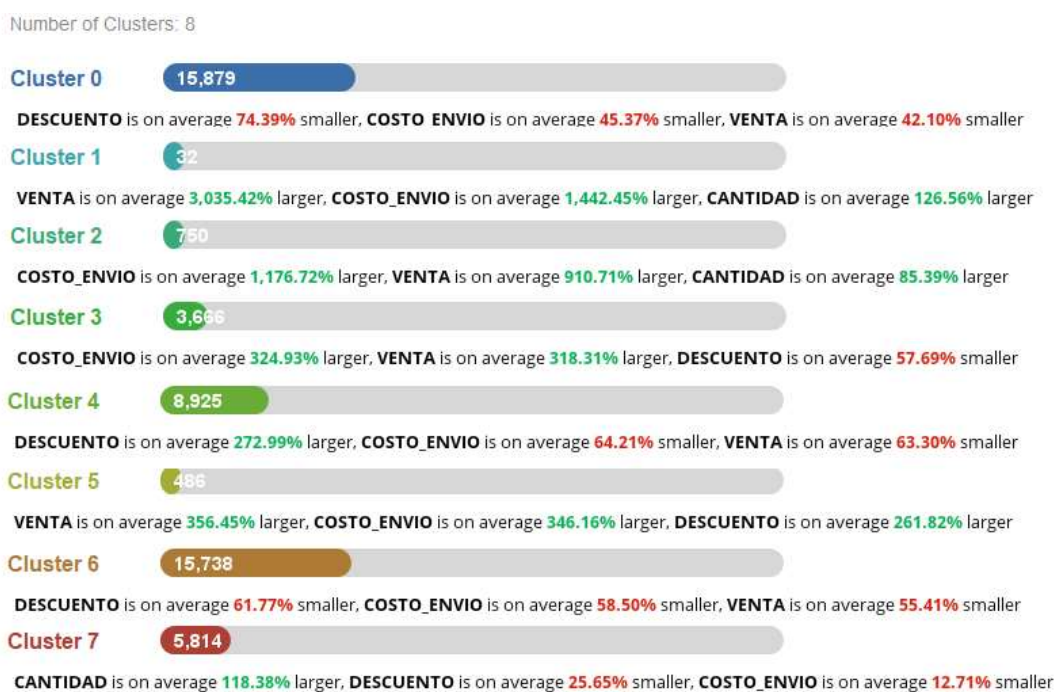 Number of Clusters: 8
Cluster 0
15,879
DESCUENTO is on average 74.39% smaller, COSTO_ENVIO is on average 45.37% smaller, VENTA is on average 42.10% smaller
Cluster 1
32
VENTA is on average 3,035.42% larger, COSTO_ENVIO is on average 1,442.45% larger, CANTIDAD is on average 126.56% larger
Cluster 2
750
COSTO_ENVIO is on average 1,176.72% larger, VENTA is on average 910.71% larger, CANTIDAD is on average 85.39% larger
Cluster 3
3,666
COSTO_ENVIO is on average 324.93% larger, VENTA is on average 318.31% larger, DESCUENTO is on average 57.69% smaller
Cluster 4
8,925
DESCUENTO is on average 272.99% larger, COSTO_ENVIO is on average 64.21% smaller, VENTA is on average 63.30% smaller
Cluster 5
486
VENTA is on average 356.45% larger, COSTO_ENVIO is on average 346.16% larger, DESCUENTO is on average 261.82% larger
Cluster 6
15,738
DESCUENTO is on average 61.77% smaller, COSTO_ENVIO is on average 58.50% smaller, VENTA is on average 55.41% smaller
Cluster 7
5,814
CANTIDAD is on average 118.38% larger, DESCUENTO is on average 25.65% smaller, COSTO_ENVIO is on average 12.71% smaller